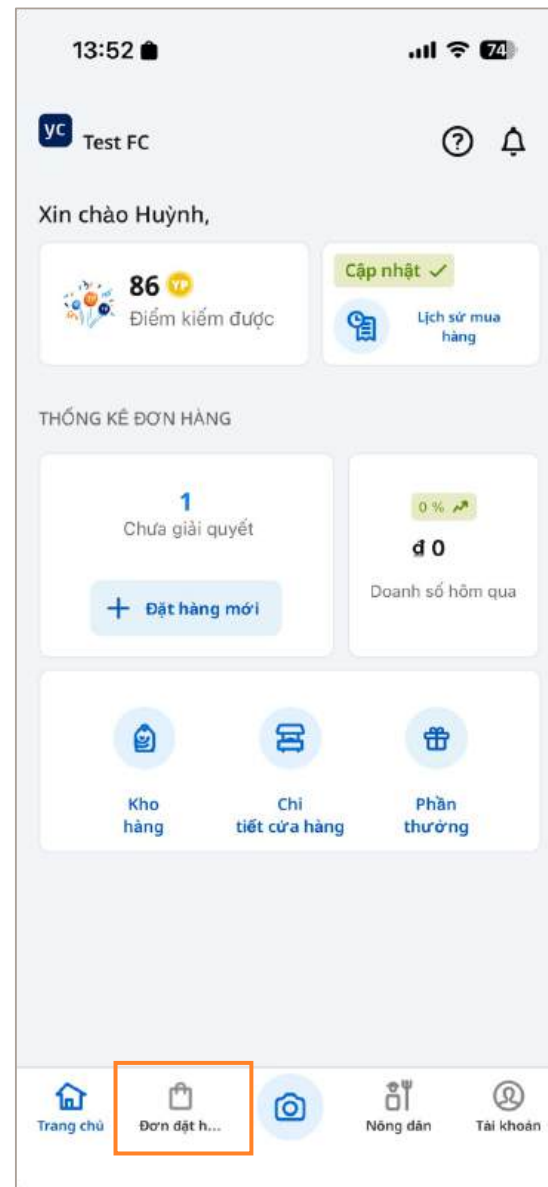 13:52
74
yc Test FC
Xin chào Huỳnh,
86 YP
Điểm kiếm được
Cập nhật
Lịch sử mua
hàng
THỐNG KÊ ĐƠN HÀNG
1
Chưa giải quyết
+ Đặt hàng mới
0 %
₫ 0
Doanh số hôm qua
Kho
hàng
Chi
tiết cửa hàng
Phần
thưởng
Trang chủ
Đơn đặt h...
Nông dân
Tài khoản